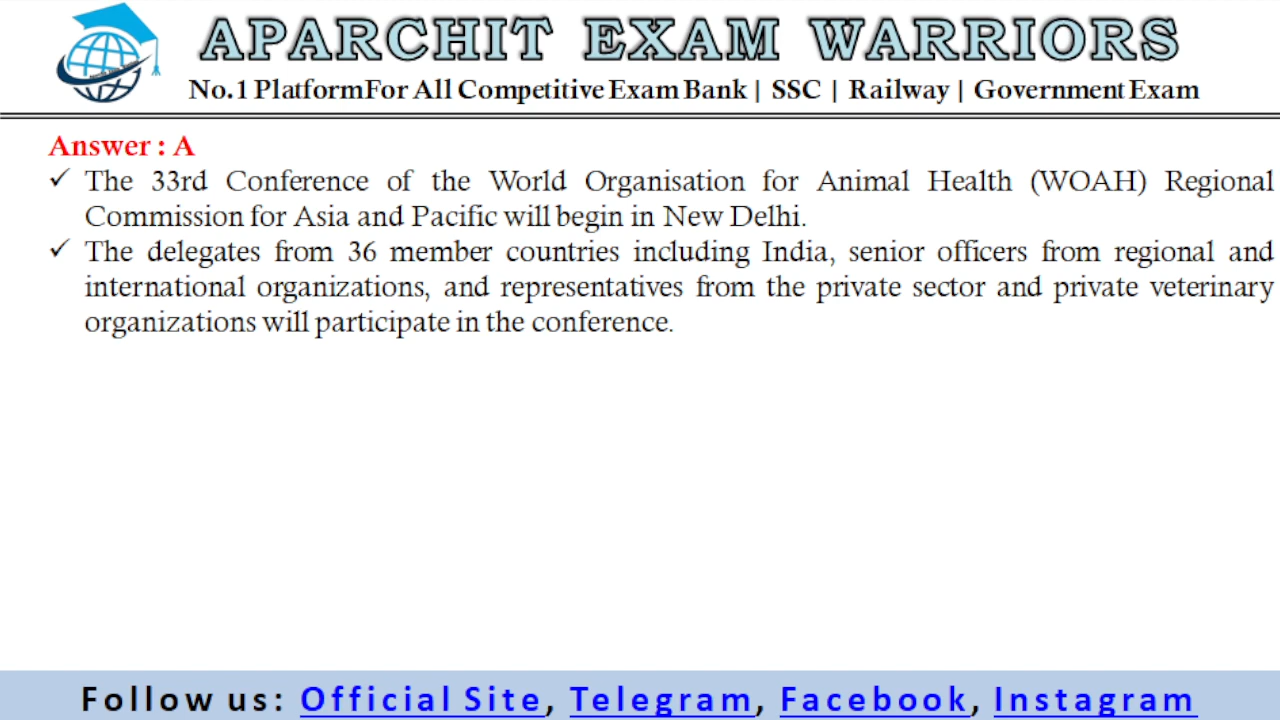 APARCHIT EXAM WARRIORS
No.1 PlatformFor All Competitive Exam Bank | SSC | Railway | Government Exam
Answer : A
✓ The 33rd Conference of the World Organisation for Animal Health (WOAH) Regional
Commission for Asia and Pacific will begin in New Delhi.
✓ The delegates from 36 member countries including India, senior officers from regional and
international organizations, and representatives from the private sector and private veterinary
organizations will participate in the conference.
Follow us: Official Site, Telegram, Facebook, Instagram